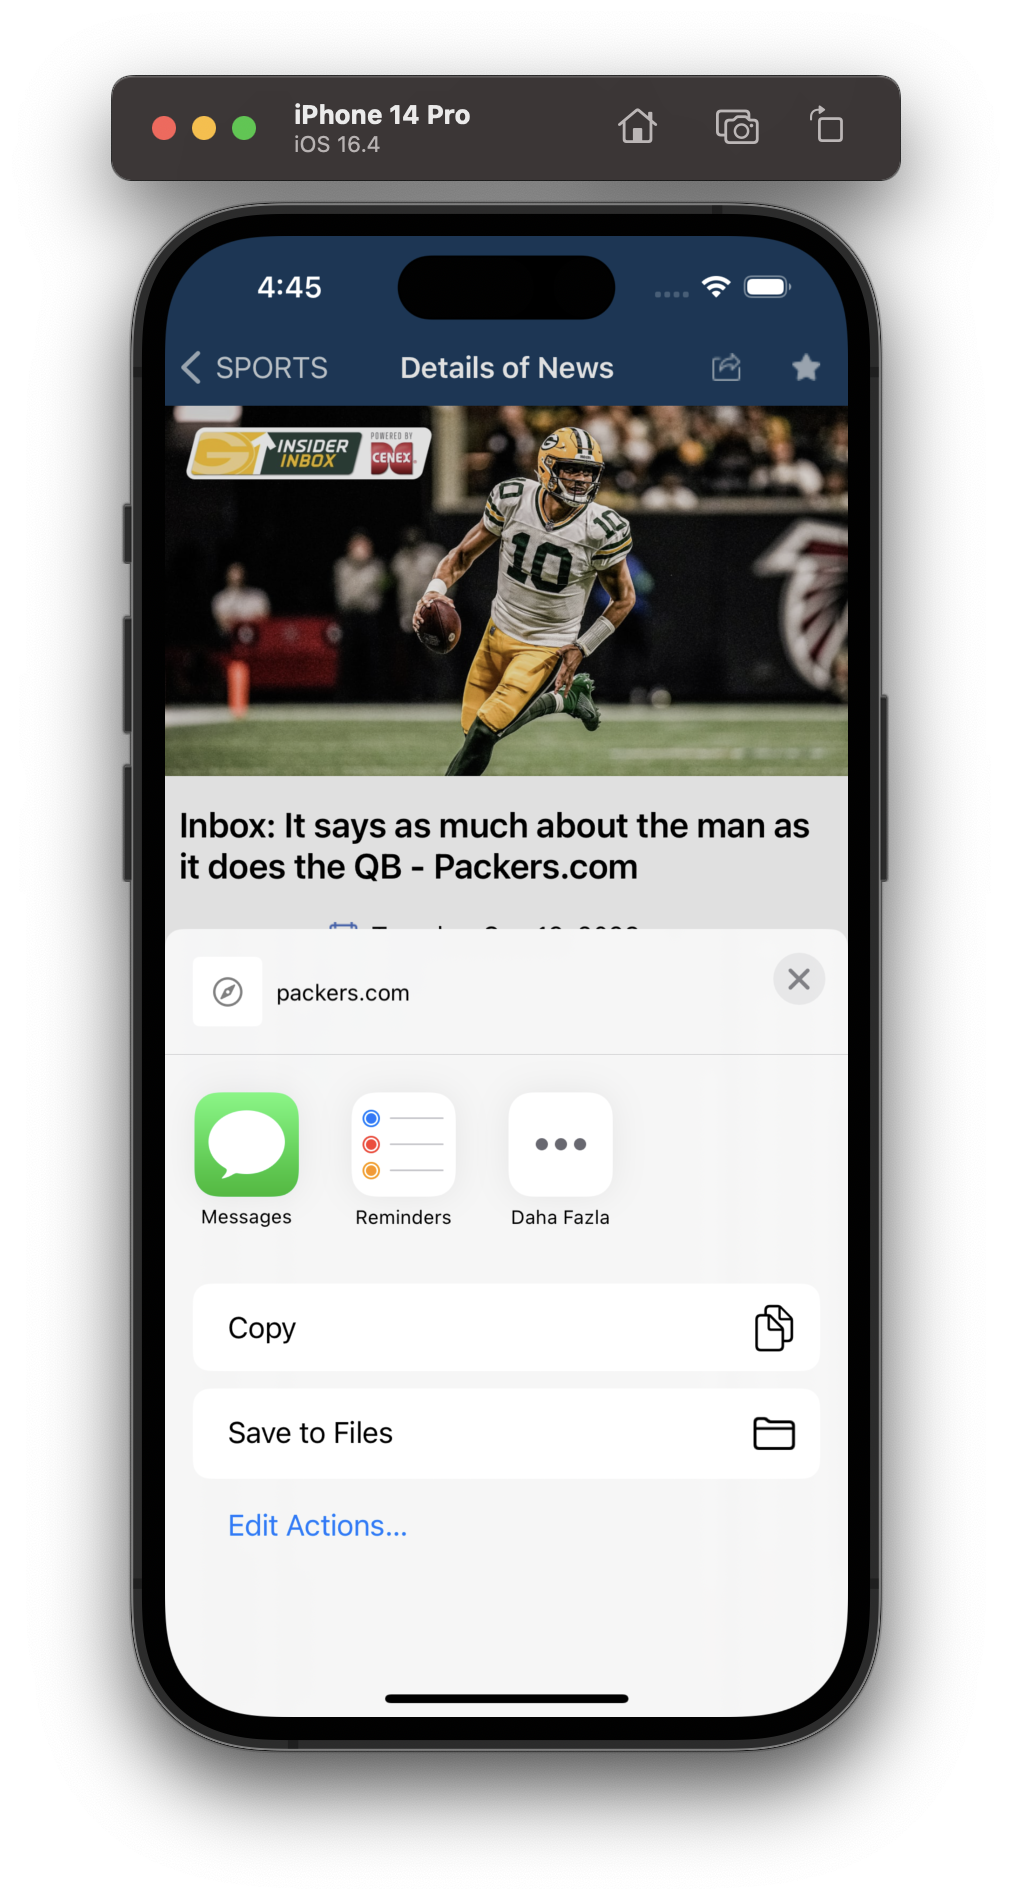 iPhone 14 Pro
iOS 16.4
4:45
SPORTS
Details of News
INSIDER
INBOX
POWERED BY
CENEX
10
10
10
Inbox: It says as much about the man as
it does the QB - Packers.com
packers.com
Messages
Reminders
Daha Fazla
Copy
Save to Files
Edit Actions...